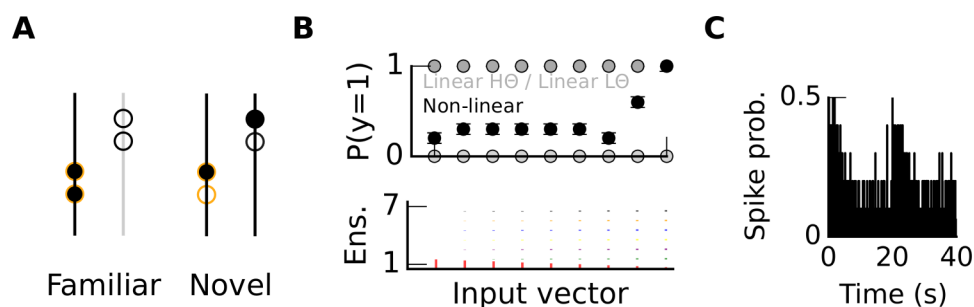 A
Familiar
Novel
B
P(y=1)
1
0
Linear HΘ / Linear LΘ
Non-linear
Ens.
7
1
Input vector
C
Spike prob.
0.5
0
0
20
40
Time (s)